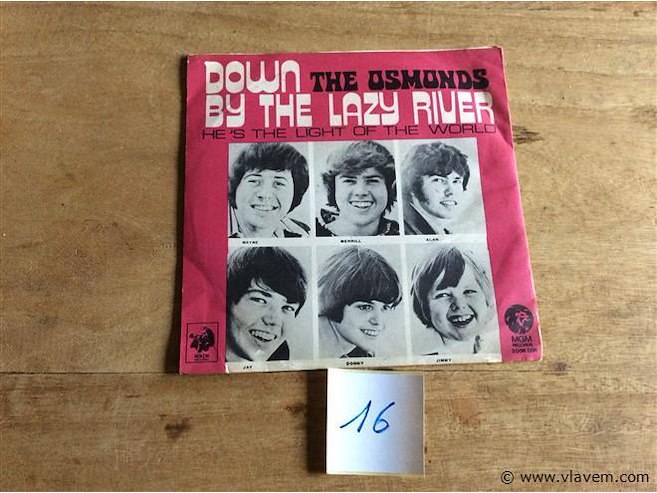 DOWN THE OSMONDS
BY THE LAZY RIVER
HE'S THE LIGHT OF THE WORLD
WAYNE MERRILL ALAN
JAY DONNY JIMMY
MGM
RECORDS
16
© www.vlavem.com